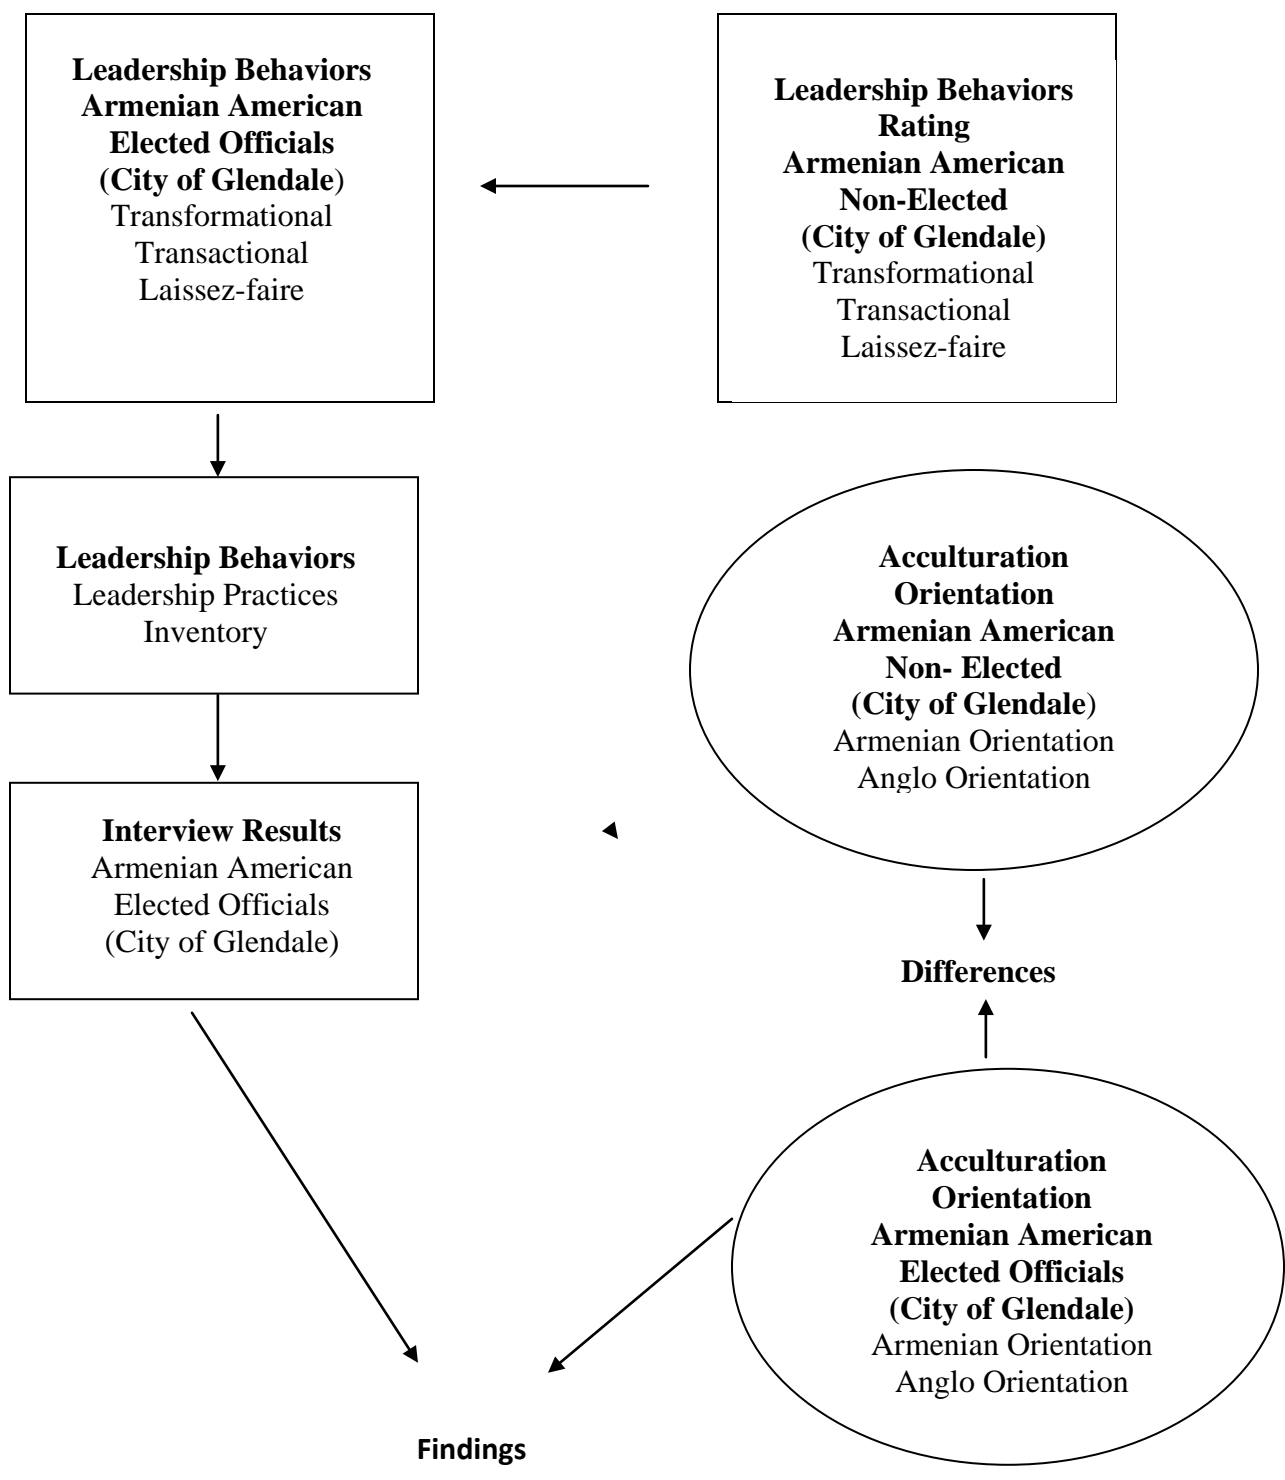 Leadership Behaviors
Armenian American
Elected Officials
(City of Glendale)
Transformational
Transactional
Laissez-faire
Leadership Behaviors
Rating
Armenian American
Non-Elected
(City of Glendale)
Transformational
Transactional
Laissez-faire
Leadership Behaviors
Leadership Practices
Inventory
Acculturation
Orientation
Armenian American
Non- Elected
(City of Glendale)
Armenian Orientation
Anglo Orientation
Interview Results
Armenian American
Elected Officials
(City of Glendale)
Differences
Acculturation
Orientation
Armenian American
Elected Officials
(City of Glendale)
Armenian Orientation
Anglo Orientation
Findings